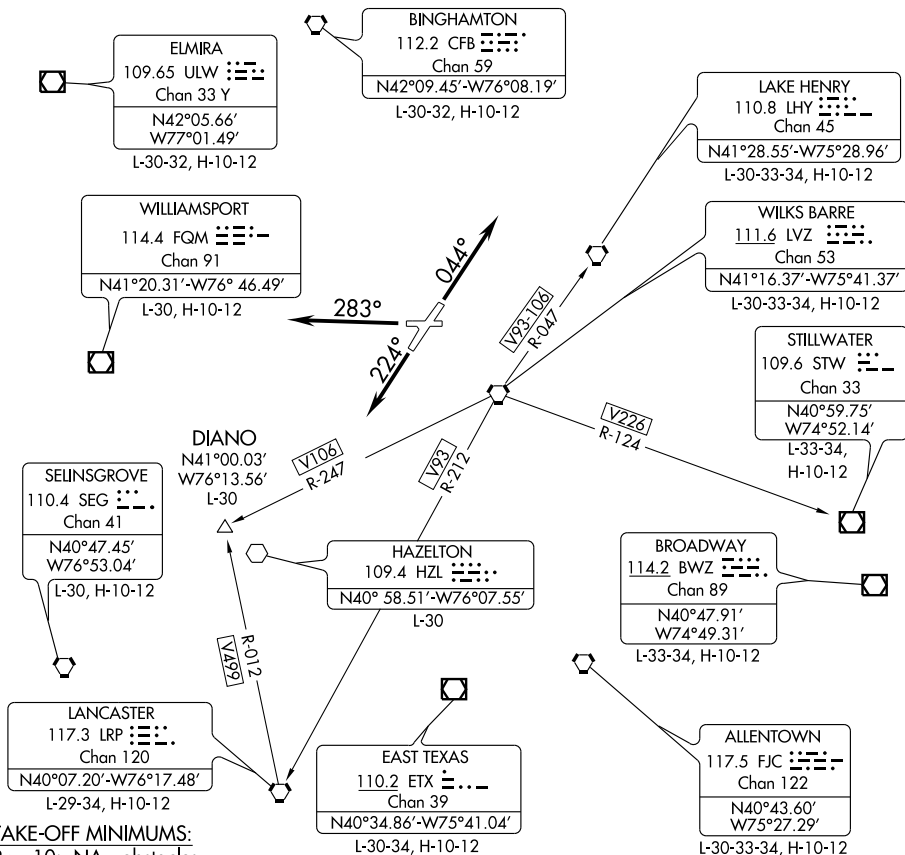 BINGHAMTON
112.2 CFB
Chan 59
N42°09.45′-W76°08.19′
L-30-32, H-10-12
ELMIRA
109.65 ULW
Chan 33 Y
N42°05.66′
W77°01.49′
L-30-32, H-10-12
LAKE HENRY
110.8 LHY
Chan 45
N41°28.55′-W75°28.96′
L-30-33-34, H-10-12
WILLIAMSPORT
114.4 FQM
Chan 91
N41°20.31′-W76° 46.49′
L-30, H-10-12
WILKS BARRE
111.6 LVZ
Chan 53
N41°16.37′-W75°41.37′
L-30-33-34, H-10-12
044°
283°
224°
V93-106
R-047
STILLWATER
109.6 STW
Chan 33
N40°59.75′
W74°52.14′
L-33-34,
H-10-12
V226
R-124
DIANO
N41°00.03′
W76°13.56′
L-30
V106
R-247
V93
R-212
SELINSGROVE
110.4 SEG
Chan 41
N40°47.45′
W76°53.04′
L-30, H-10-12
HAZELTON
109.4 HZL
N40° 58.51′-W76°07.55′
L-30
BROADWAY
114.2 BWZ
Chan 89
N40°47.91′
W74°49.31′
L-33-34, H-10-12
V499
R-012
LANCASTER
117.3 LRP
Chan 120
N40°07.20′-W76°17.48′
L-29-34, H-10-12
EAST TEXAS
110.2 ETX
Chan 39
N40°34.86′-W75°41.04′
L-30-34, H-10-12
ALLENTOWN
117.5 FJC
Chan 122
N40°43.60′
W75°27.29′
L-30-33-34, H-10-12
TAKE-OFF MINIMUMS: